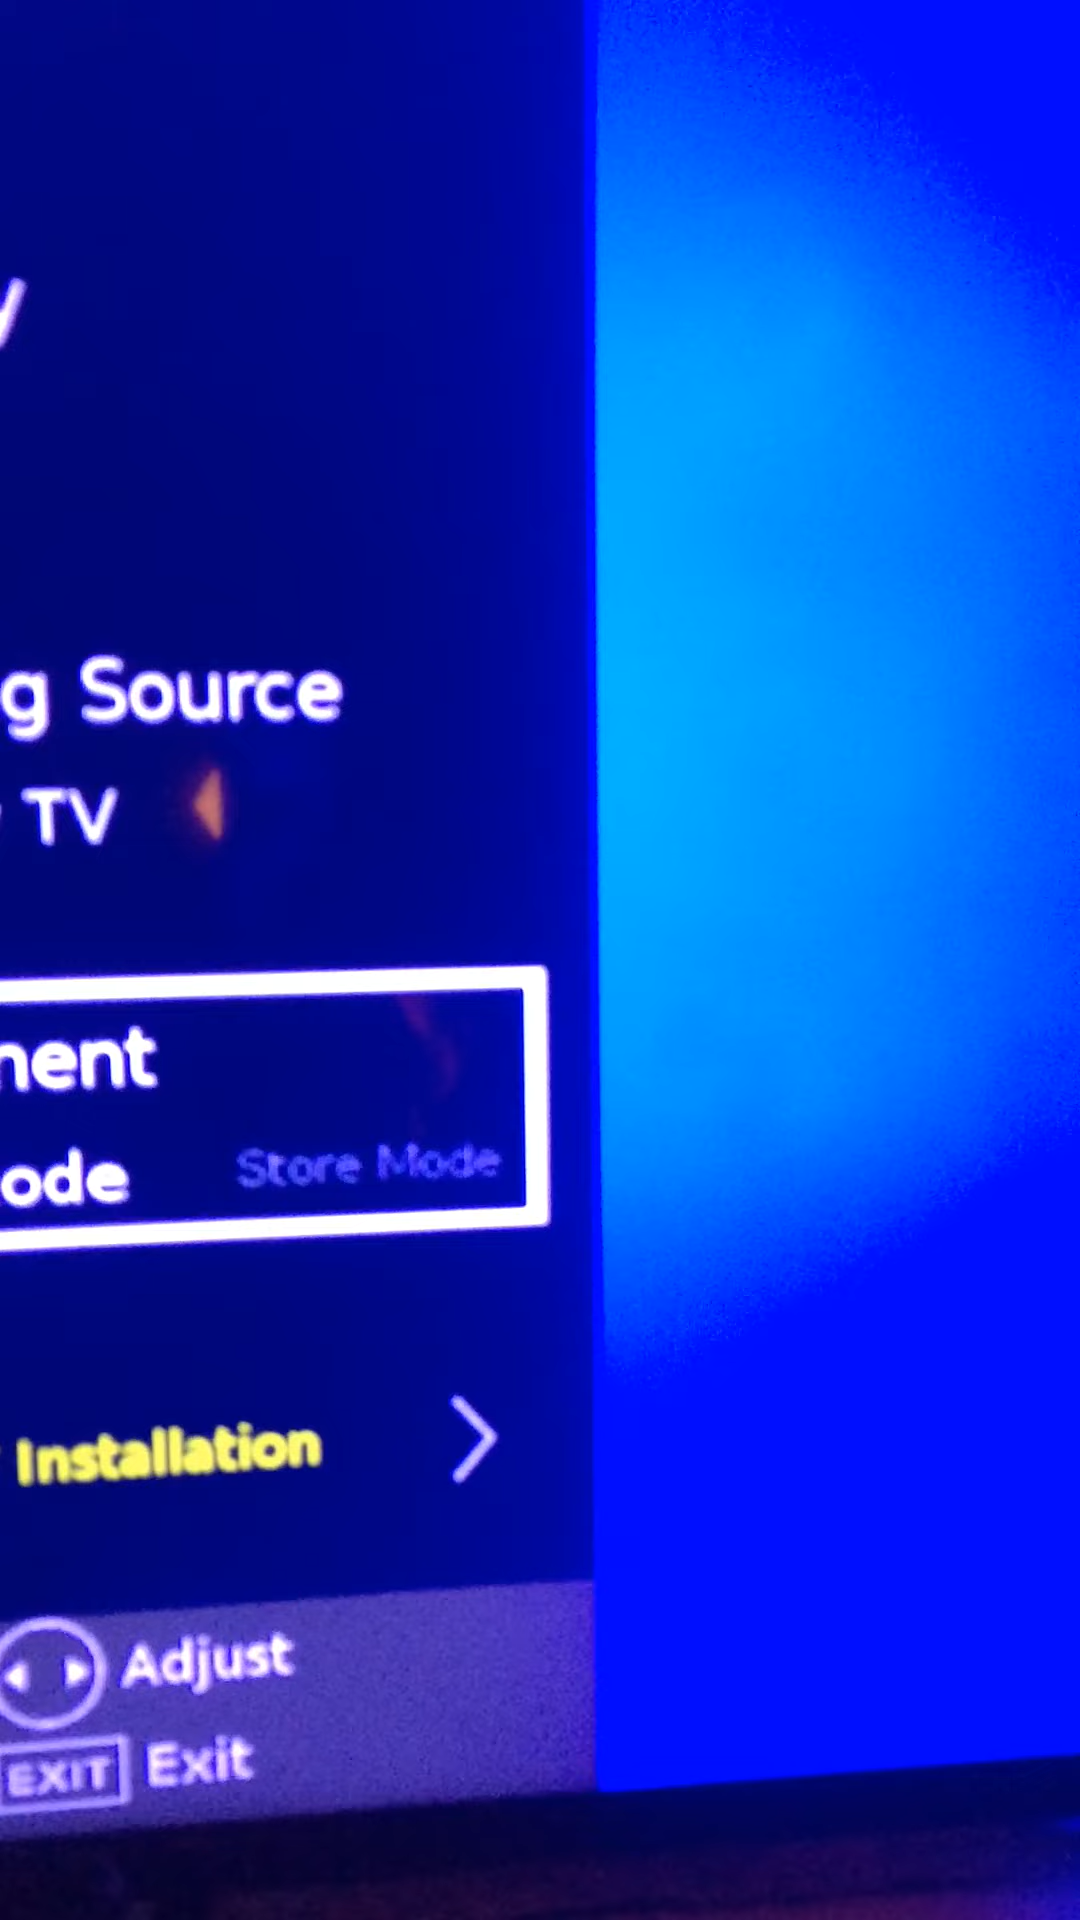 y
g Source
TV
nent
ode Store Mode
Installation
Adjust
EXIT Exit